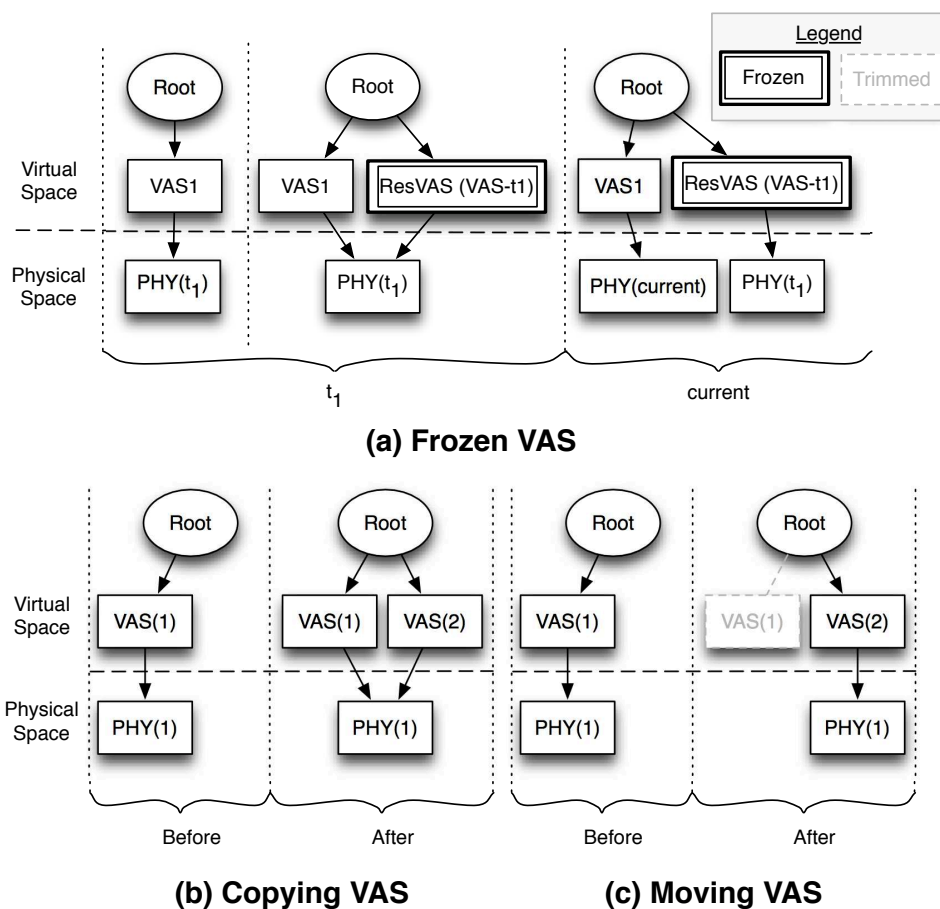 Legend
Frozen
Trimmed
Root
Root
Root
Virtual
Space
VAS1
VAS1
ResVAS (VAS-t1)
VAS1
ResVAS (VAS-t1)
Physical
Space
PHY(t1)
PHY(t1)
PHY(current)
PHY(t1)
t1
current
(a) Frozen VAS
Root
Root
Root
Root
Virtual
Space
VAS(1)
VAS(1)
VAS(2)
VAS(1)
VAS(1)
VAS(2)
Physical
Space
PHY(1)
PHY(1)
PHY(1)
PHY(1)
Before
After
Before
After
(b) Copying VAS
(c) Moving VAS